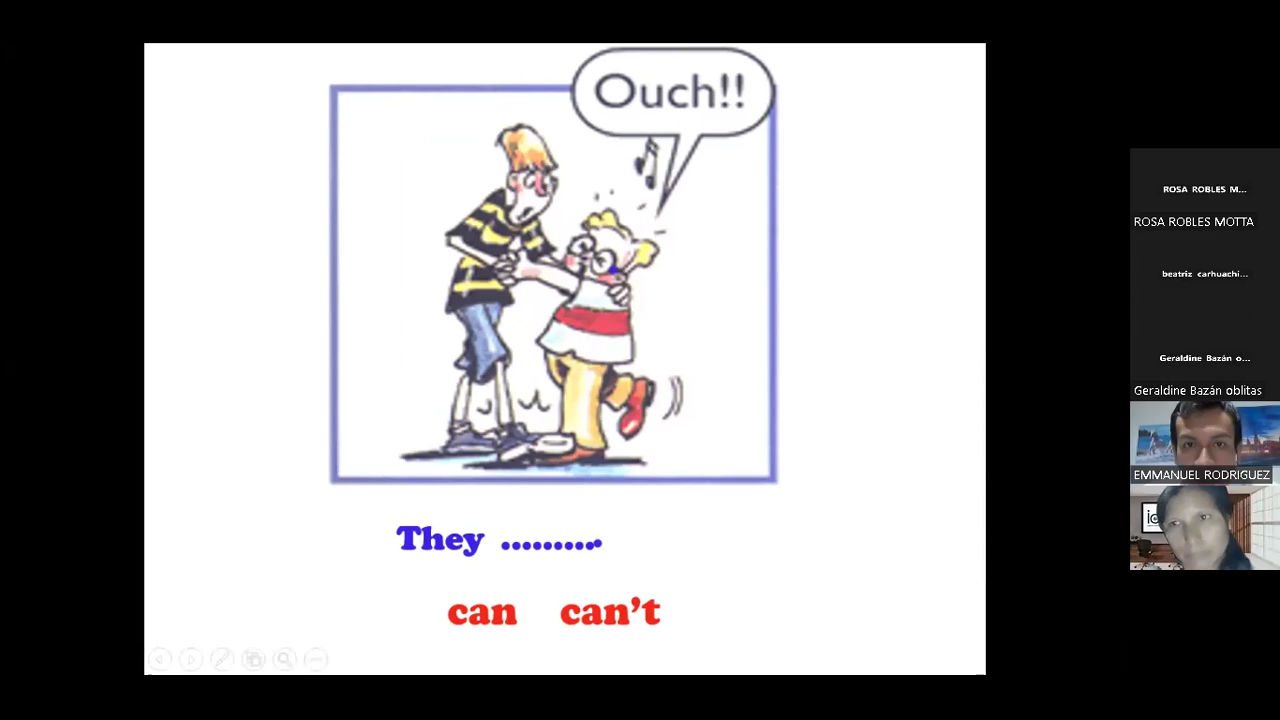 Ouch!!
They ..........
can can't
ROSA ROBLES M...
ROSA ROBLES MOTTA
beatriz carhuachi...
Geraldine Bazán o...
Geraldine Bazán oblitas
EMMANUEL RODRIGUEZ